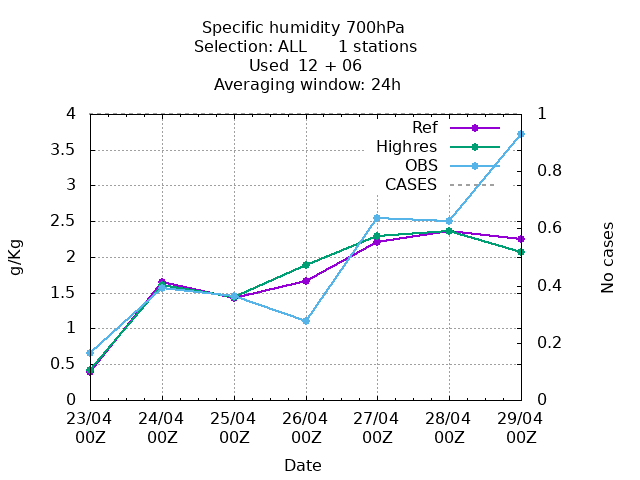 Specific humidity 700hPa
Selection: ALL      1 stations
Used  12 + 06
Averaging window: 24h
4
3.5
3
2.5
2
1.5
1
0.5
0
1
0.8
0.6
0.4
0.2
0
Ref
Highres
OBS
CASES
g/Kg
No cases
23/04 24/04 25/04 26/04 27/04 28/04 29/04
00Z 00Z 00Z 00Z 00Z 00Z 00Z
Date